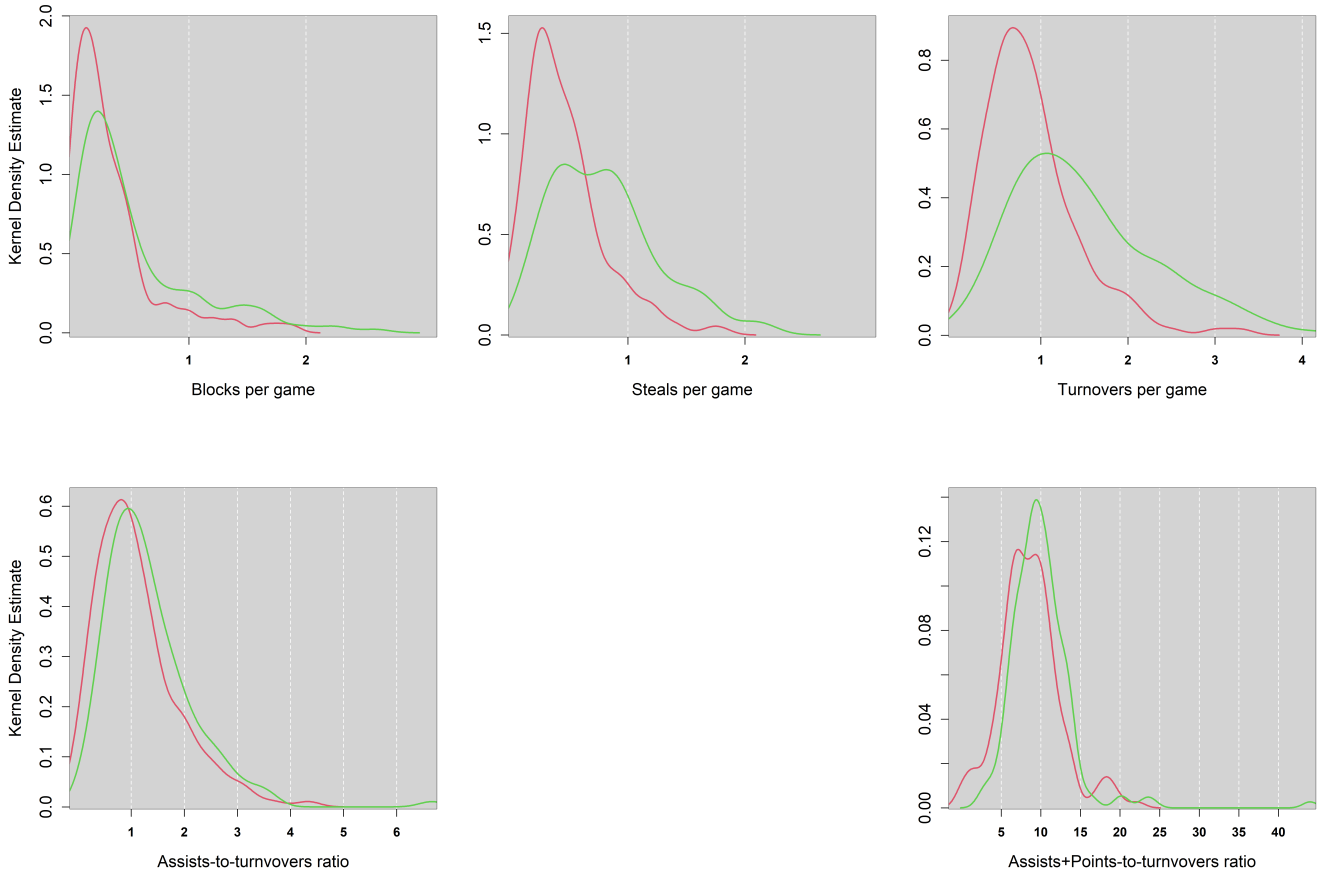 Kernel Density Estimate
0.0 0.5 1.0 1.5 2.0
1 2
Blocks per game
0.0 0.5 1.0 1.5
1 2
Steals per game
0.0 0.2 0.4 0.6 0.8
1 2 3 4
Turnovers per game
Kernel Density Estimate
0.0 0.1 0.2 0.3 0.4 0.5 0.6
1 2 3 4 5 6
Assists-to-turnvovers ratio
0.00 0.04 0.08 0.12
5 10 15 20 25 30 35 40
Assists+Points-to-turnvovers ratio